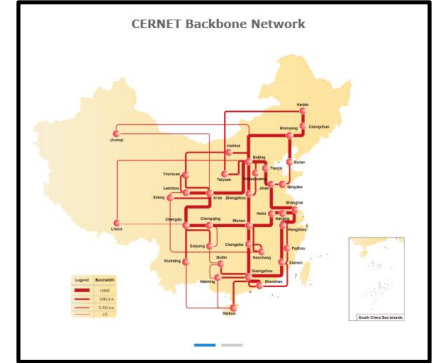 CERNET Backbone Network
Harbin
Changchun
Shenyang
Urumqi
Hohhot
Beijing
Tianjin
Dalian
Yinchuan
Taiyuan
Shijiazhuang
Jinan
Qingdao
Lanzhou
Xining
Xi'an
Zhengzhou
Shanghai
Hefei
Nanjing
Hangzhou
Chengdu
Chongqing
Wuhan
Lhasa
Changsha
Nanchang
Fuzhou
Guiyang
Kunming
Guilin
Xiamen
Guangzhou
Nanning
Shenzhen
Haikou
Legend Bandwidth
100G
South China Sea Islands